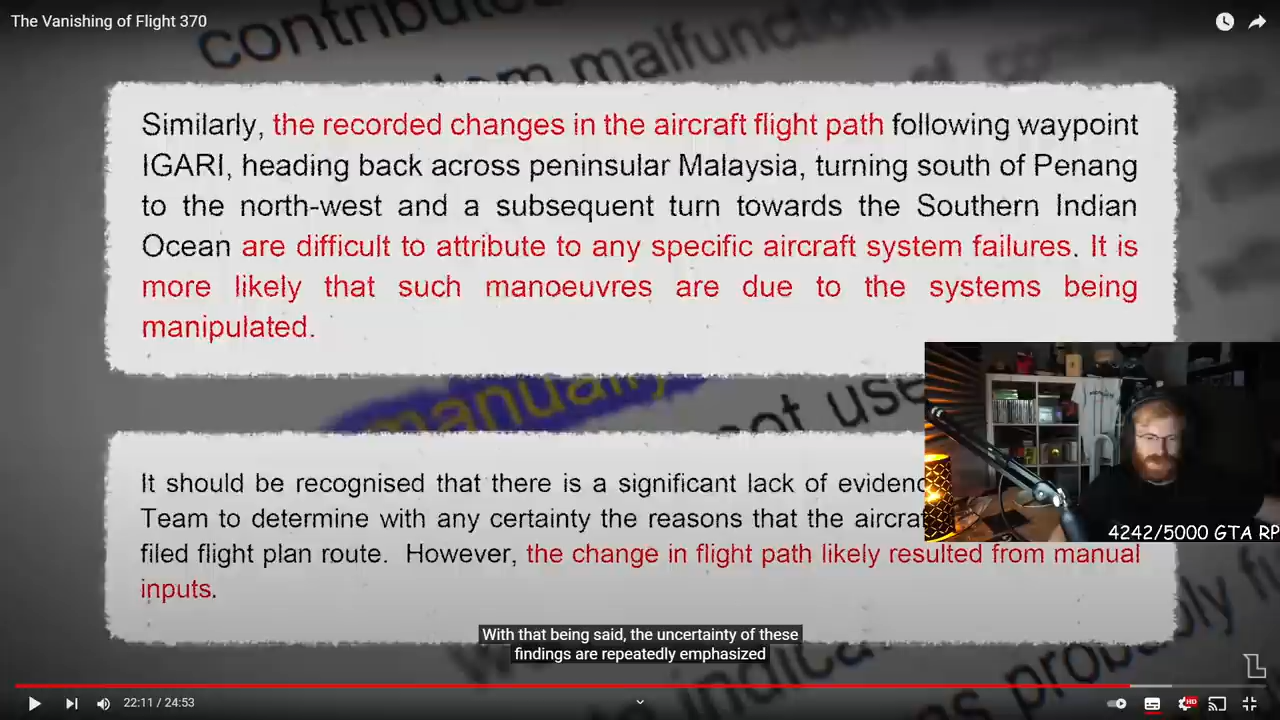 The Vanishing of Flight 370
contributed
system malfunction
Similarly, the recorded changes in the aircraft flight path following waypoint
IGARI, heading back across peninsular Malaysia, turning south of Penang
to the north-west and a subsequent turn towards the Southern Indian
Ocean are difficult to attribute to any specific aircraft system failures. It is
more likely that such manoeuvres are due to the systems being
manipulated.
manually
not use
It should be recognised that there is a significant lack of evidenc
Team to determine with any certainty the reasons that the aircraf
filed flight plan route. However, the change in flight path likely resulted from manual
inputs.
4242/5000 GTA RP
With that being said, the uncertainty of these
findings are repeatedly emphasized
22:11 / 24:53
HD